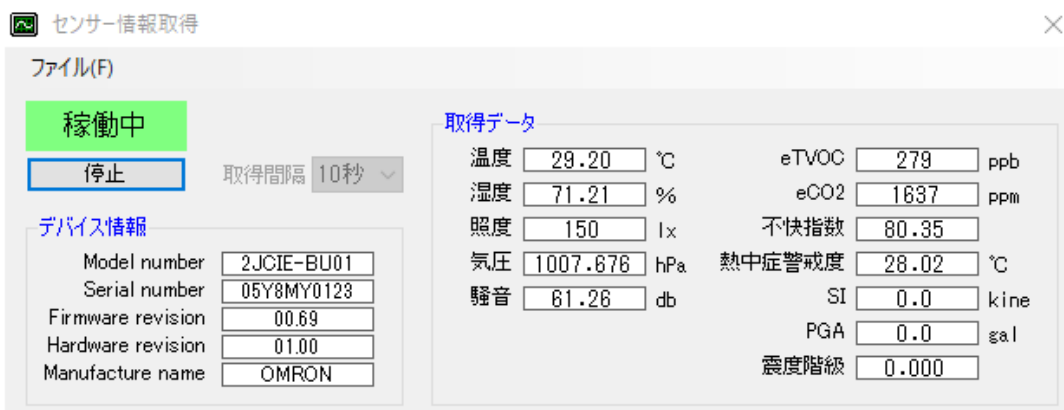 センサー情報取得
ファイル(F)
稼働中
停止
取得間隔 10秒
デバイス情報
Model number 2JCIE-BU01
Serial number 05Y8MY0123
Firmware revision 00.69
Hardware revision 01.00
Manufacture name OMRON
取得データ
温度 29.20 ℃
湿度 71.21 %
照度 150 lx
気圧 1007.676 hPa
騒音 61.26 db
eTVOC 279 ppb
eCO2 1637 ppm
不快指数 80.35
熱中症警戒度 28.02 ℃
SI 0.0 kine
PGA 0.0 gal
震度階級 0.000